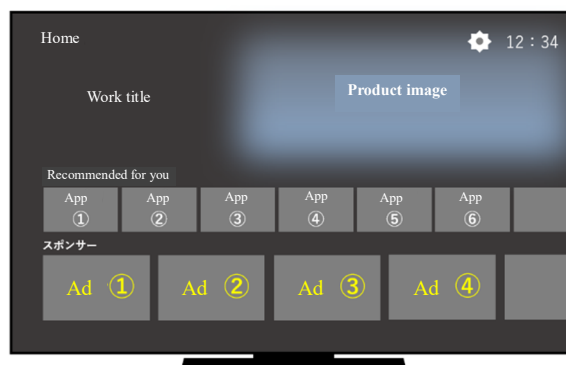 Home
12：34
Work title
Product image
Recommended for you
App App App App App App
① ② ③ ④ ⑤ ⑥
スポンサー
Ad ① Ad ② Ad ③ Ad ④